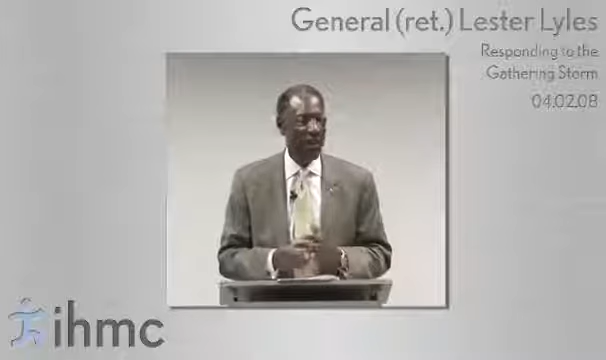 General (ret.) Lester Lyles
Responding to the
Gathering Storm
04.02.08
ihmc